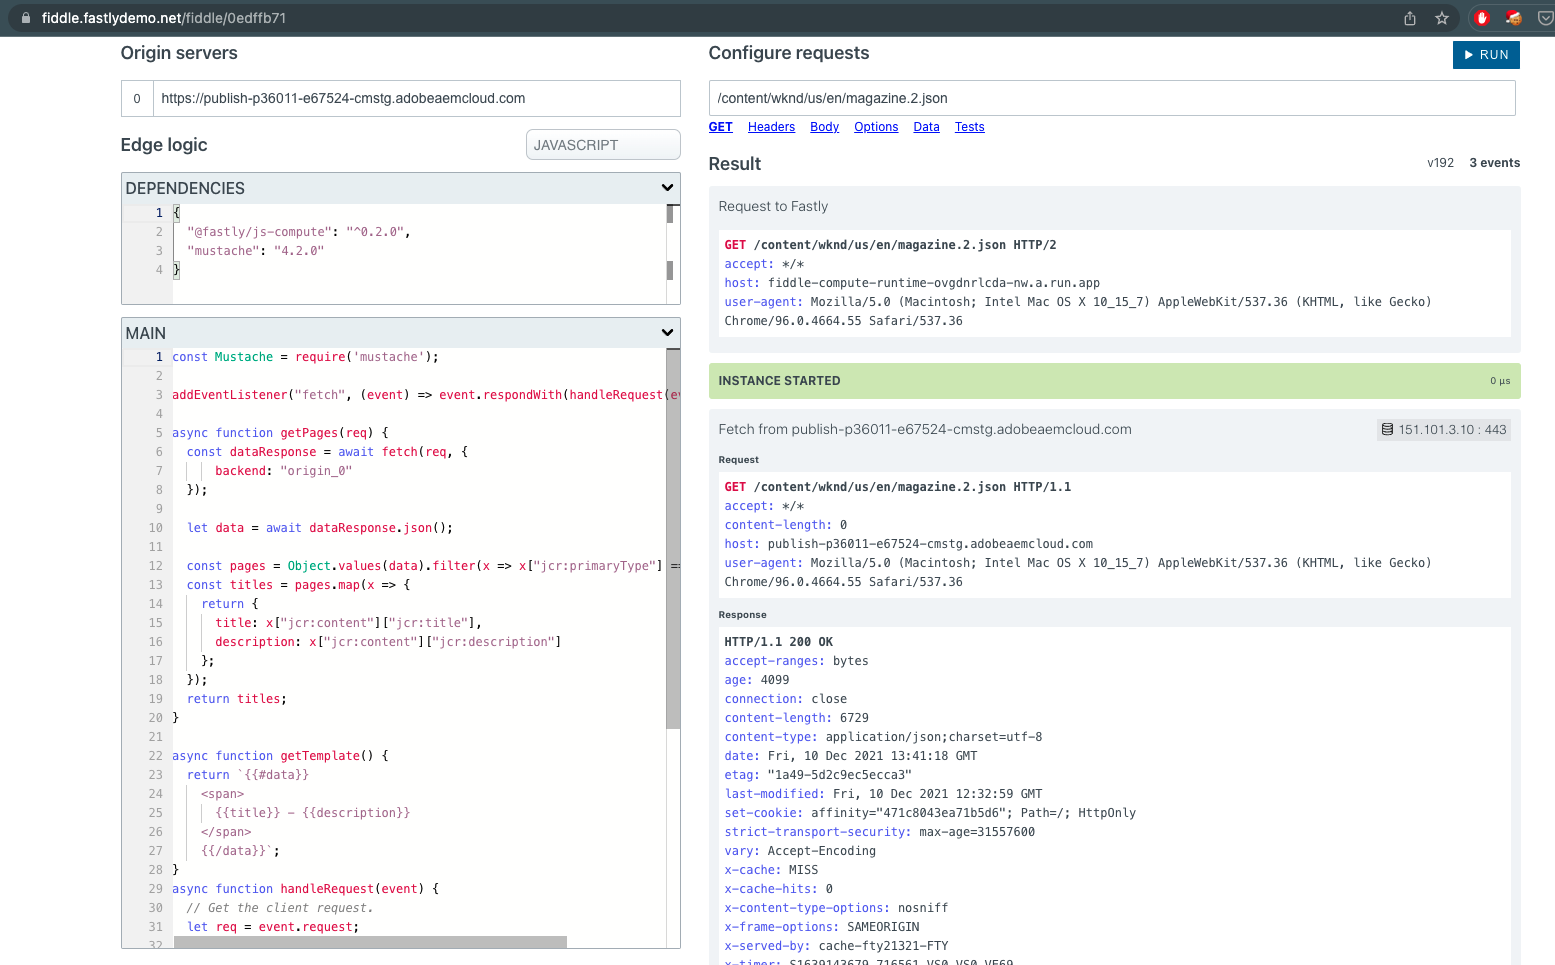 fiddle.fastlydemo.net/fiddle/0edffb71
Origin servers
0 https://publish-p36011-e67524-cmstg.adobeaemcloud.com
Edge logic
JAVASCRIPT
DEPENDENCIES
1 {
2 "@fastly/js-compute": "^0.2.0",
3 "mustache": "4.2.0"
4 }
MAIN
1 const Mustache = require('mustache');
2
3 addEventListener("fetch", (event) => event.respondWith(handleRequest(ev
4
5 async function getPages(req) {
6 const dataResponse = await fetch(req, {
7 backend: "origin_0"
8 });
9
10 let data = await dataResponse.json();
11
12 const pages = Object.values(data).filter(x => x["jcr:primaryType"] ==
13 const titles = pages.map(x => {
14 return {
15 title: x["jcr:content"]["jcr:title"],
16 description: x["jcr:content"]["jcr:description"]
17 };
18 });
19 return titles;
20 }
21
22 async function getTemplate() {
23 return `{{#data}}
24 <span>
25 {{title}} - {{description}}
26 </span>
27 {{/data}}`;
28 }
29 async function handleRequest(event) {
30 // Get the client request.
31 let req = event.request;
32
Configure requests
RUN
/content/wknd/us/en/magazine.2.json
GET Headers Body Options Data Tests
Result
v192 3 events
Request to Fastly
GET /content/wknd/us/en/magazine.2.json HTTP/2
accept: */*
host: fiddle-compute-runtime-ovgdnrlcda-nw.a.run.app
user-agent: Mozilla/5.0 (Macintosh; Intel Mac OS X 10_15_7) AppleWebKit/537.36 (KHTML, like Gecko)
Chrome/96.0.4664.55 Safari/537.36
INSTANCE STARTED
0 µs
Fetch from publish-p36011-e67524-cmstg.adobeaemcloud.com
151.101.3.10 : 443
Request
GET /content/wknd/us/en/magazine.2.json HTTP/1.1
accept: */*
content-length: 0
host: publish-p36011-e67524-cmstg.adobeaemcloud.com
user-agent: Mozilla/5.0 (Macintosh; Intel Mac OS X 10_15_7) AppleWebKit/537.36 (KHTML, like Gecko)
Chrome/96.0.4664.55 Safari/537.36
Response
HTTP/1.1 200 OK
accept-ranges: bytes
age: 4099
connection: close
content-length: 6729
content-type: application/json;charset=utf-8
date: Fri, 10 Dec 2021 13:41:18 GMT
etag: "1a49-5d2c9ec5ecca3"
last-modified: Fri, 10 Dec 2021 12:32:59 GMT
set-cookie: affinity="471c8043ea71b5d6"; Path=/; HttpOnly
strict-transport-security: max-age=31557600
vary: Accept-Encoding
x-cache: MISS
x-cache-hits: 0
x-content-type-options: nosniff
x-frame-options: SAMEORIGIN
x-served-by: cache-fty21321-FTY
x-timer: S1639143679.716561,VS0,VS0,VE69